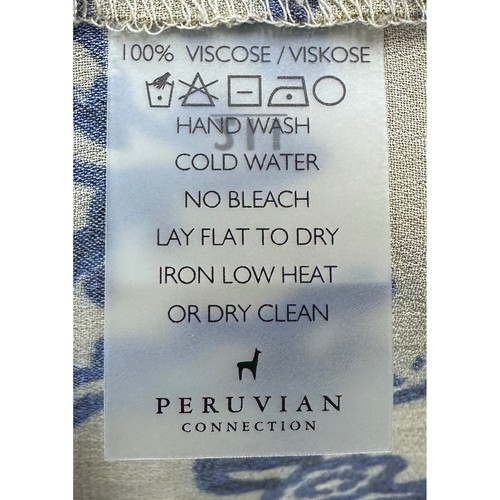 100% VISCOSE / VISKOSE
HAND WASH
COLD WATER
NO BLEACH
LAY FLAT TO DRY
IRON LOW HEAT
OR DRY CLEAN
PERUVIAN
CONNECTION